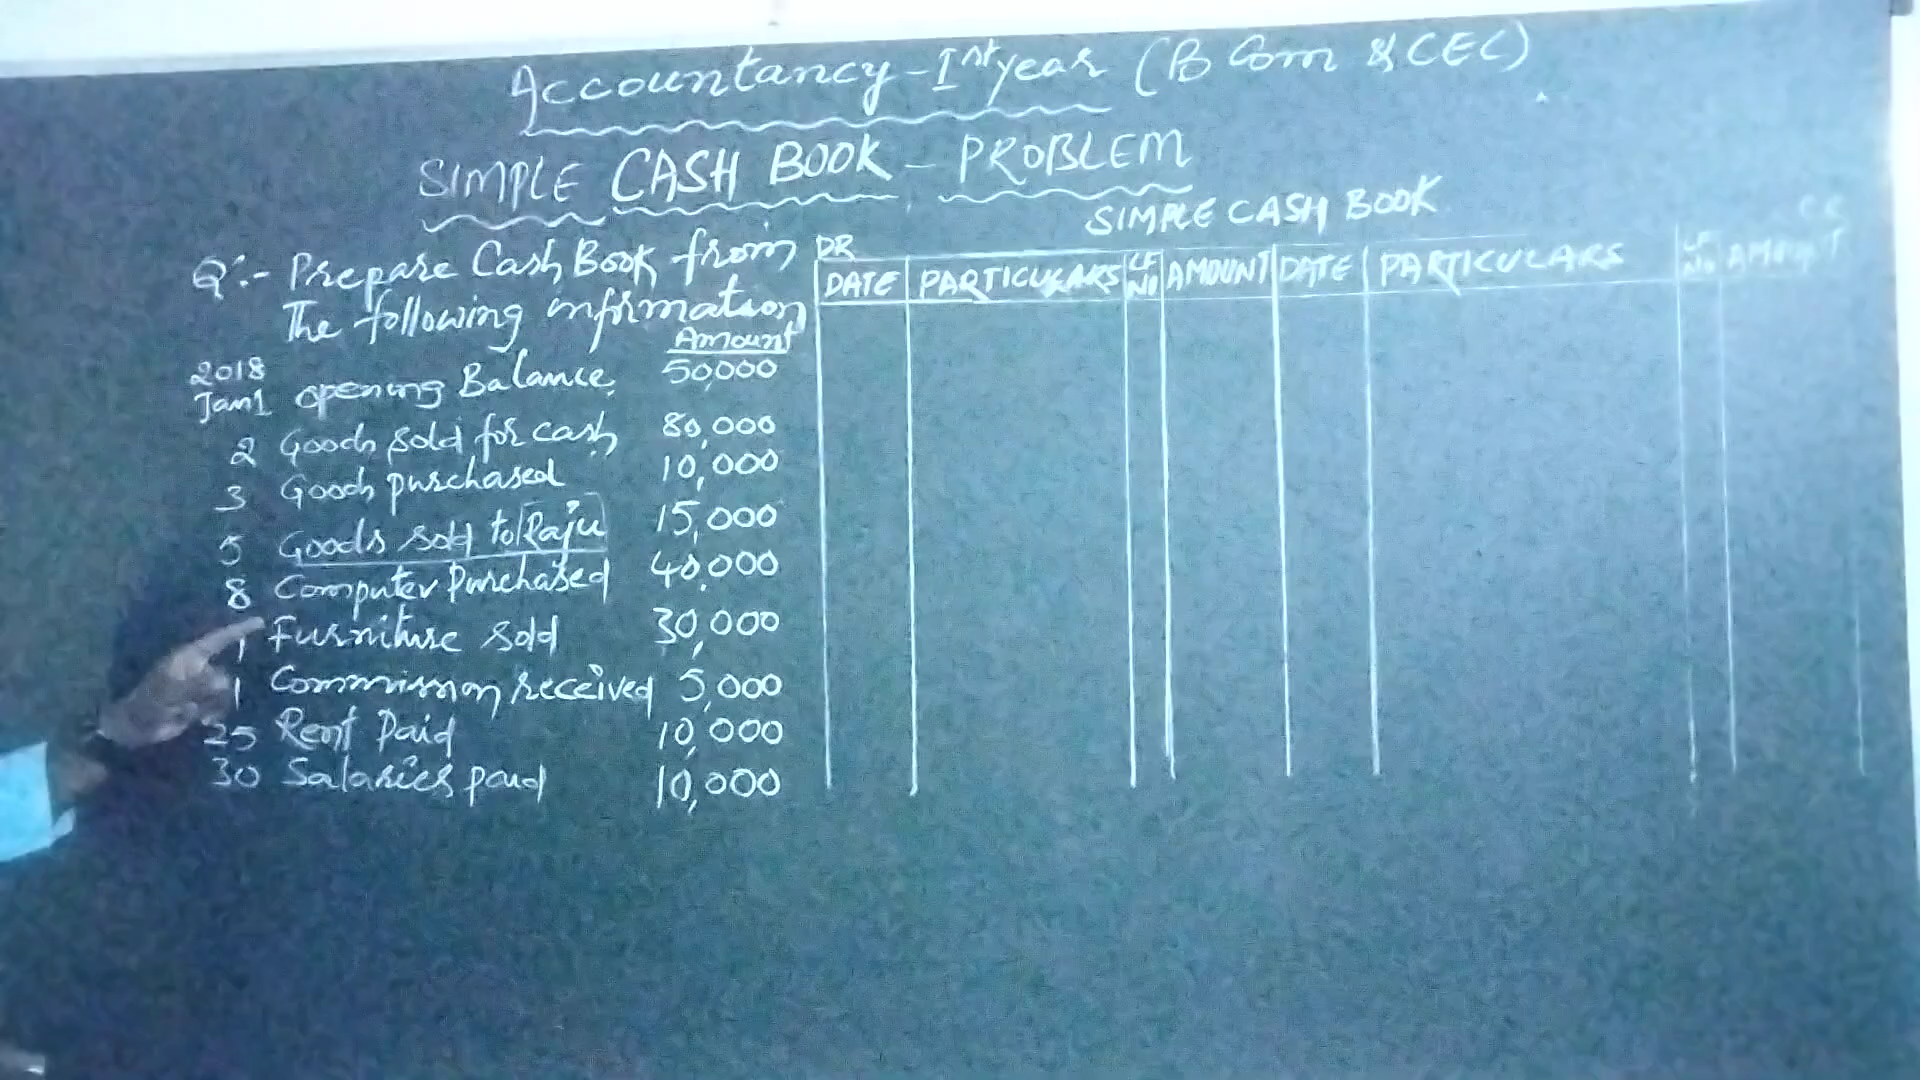 Accountancy - Ist year (B Com & CEC)
SIMPLE CASH BOOK - PROBLEM
Q:- Prepare Cash Book from
The following information
Amount
2018
Jan 1 opening Balance 50,000
2 Goods sold for cash 80,000
3 Goods purchased 10,000
5 Goods sold to Raju 15,000
8 Computer Purchased 40,000
Furniture sold 30,000
Commission received 5,000
25 Rent Paid 10,000
30 Salaries paid 10,000
SIMPLE CASH BOOK
DR
DATE PARTICULARS LF NO AMOUNT DATE PARTICULARS LF NO AMOUNT